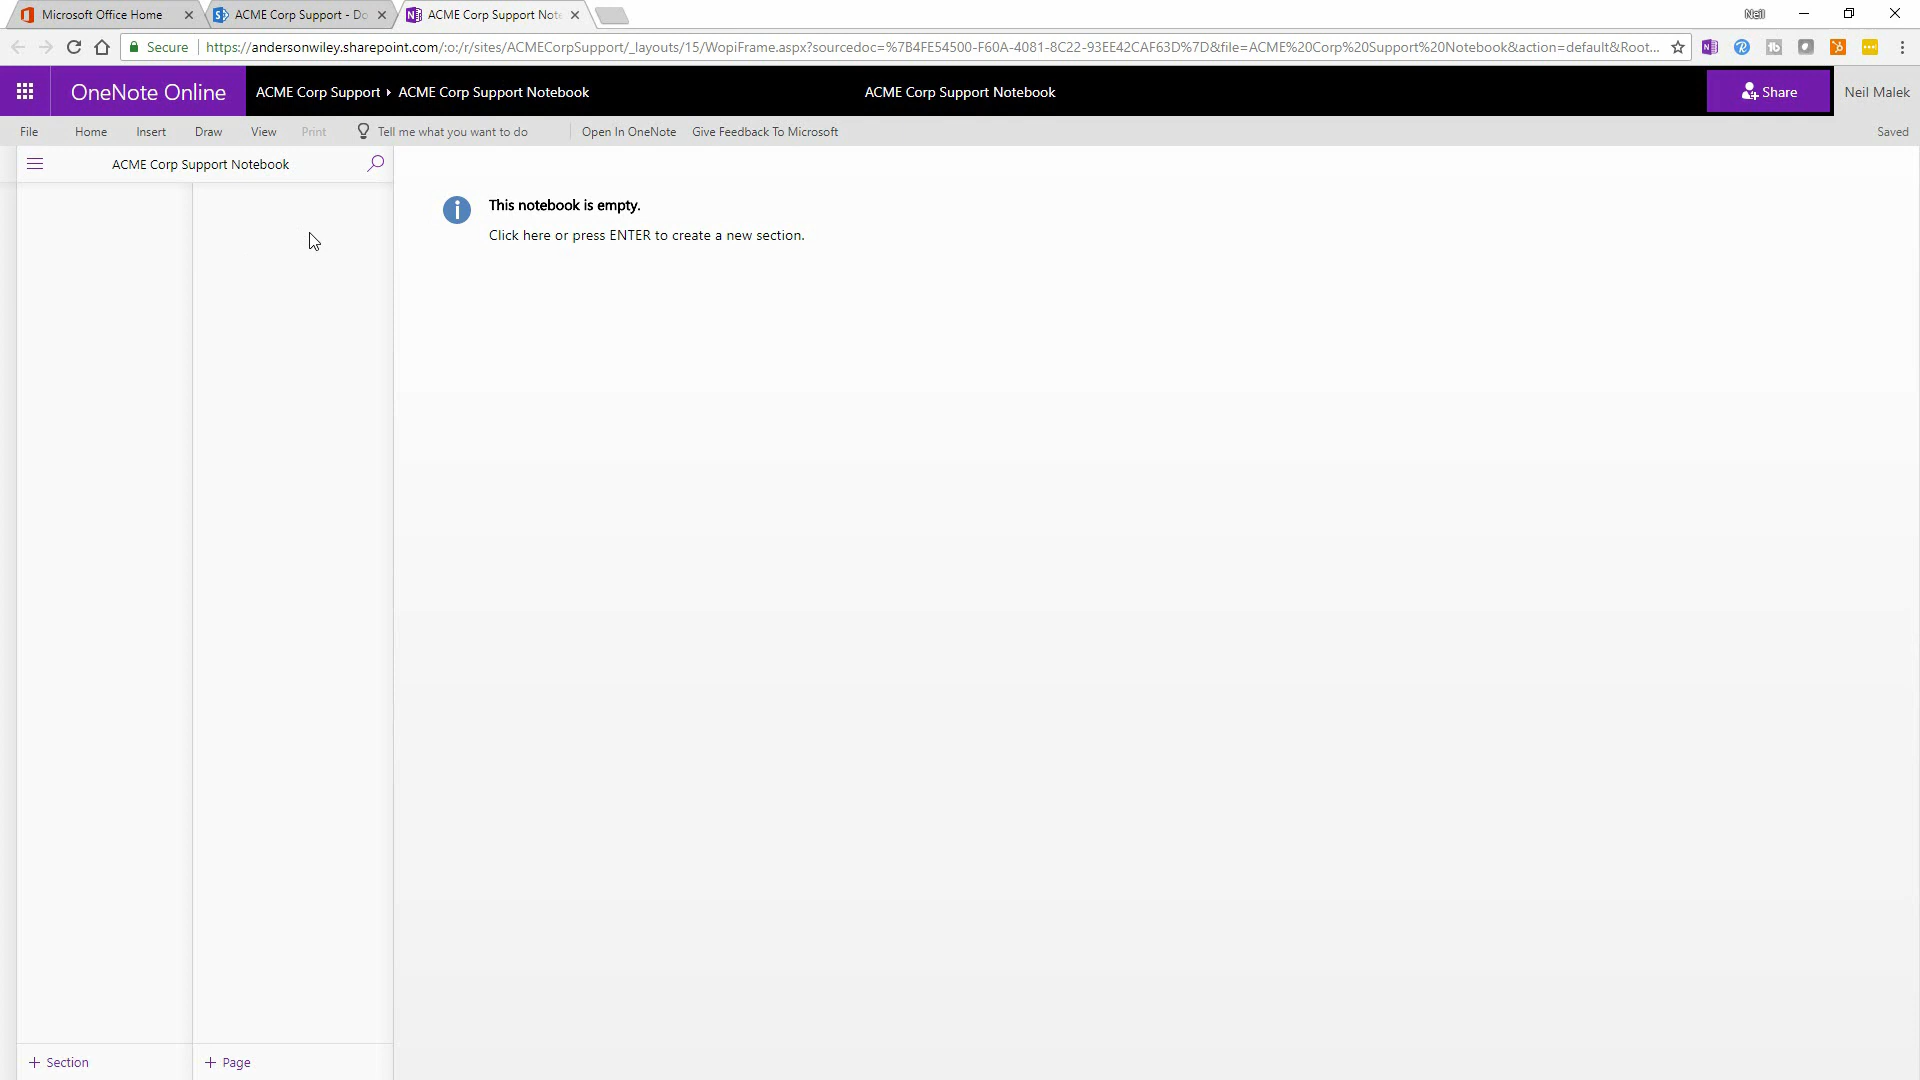 Microsoft Office Home
ACME Corp Support - Do
ACME Corp Support Not
Neil
Secure
https://andersonwiley.sharepoint.com/:o:/r/sites/ACMECorpSupport/_layouts/15/WopiFrame.aspx?sourcedoc=%7B4FE54500-F60A-4081-8C22-93EE42CAF63D%7D&file=ACME%20Corp%20Support%20Notebook&action=default&Root...
OneNote Online
ACME Corp Support ▸ ACME Corp Support Notebook
ACME Corp Support Notebook
Share
Neil Malek
File Home Insert Draw View Print Tell me what you want to do Open In OneNote Give Feedback To Microsoft Saved
ACME Corp Support Notebook
This notebook is empty.
Click here or press ENTER to create a new section.
+ Section
+ Page